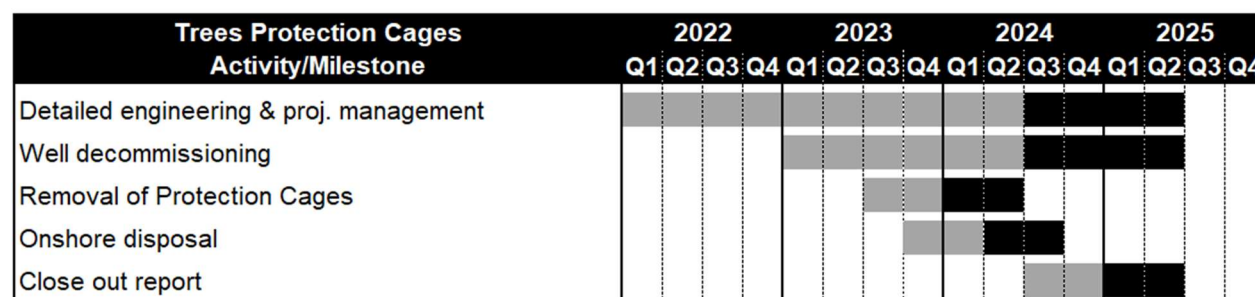 Trees Protection Cages 2022 2023 2024 2025
Activity/Milestone Q1 Q2 Q3 Q4 Q1 Q2 Q3 Q4 Q1 Q2 Q3 Q4 Q1 Q2 Q3 Q4
Detailed engineering & proj. management
Well decommissioning
Removal of Protection Cages
Onshore disposal
Close out report